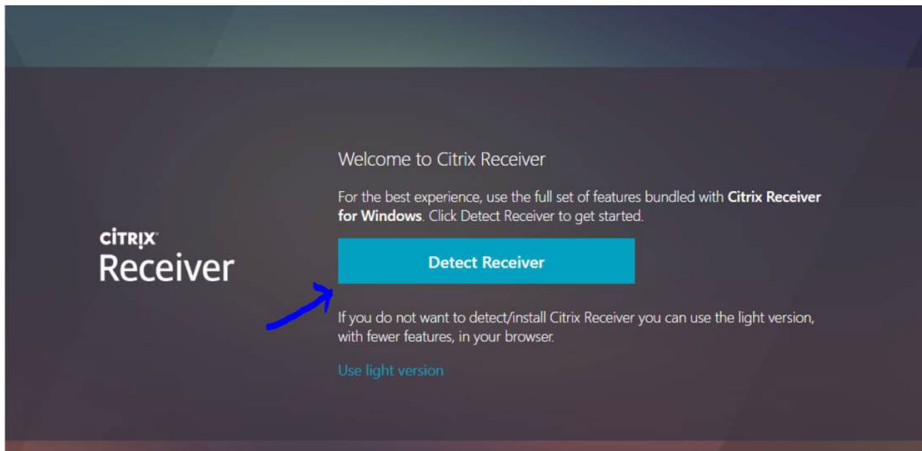 Welcome to Citrix Receiver
For the best experience, use the full set of features bundled with Citrix Receiver
for Windows. Click Detect Receiver to get started.
CİTRIX
Receiver
Detect Receiver
If you do not want to detect/install Citrix Receiver you can use the light version,
with fewer features, in your browser.
Use light version